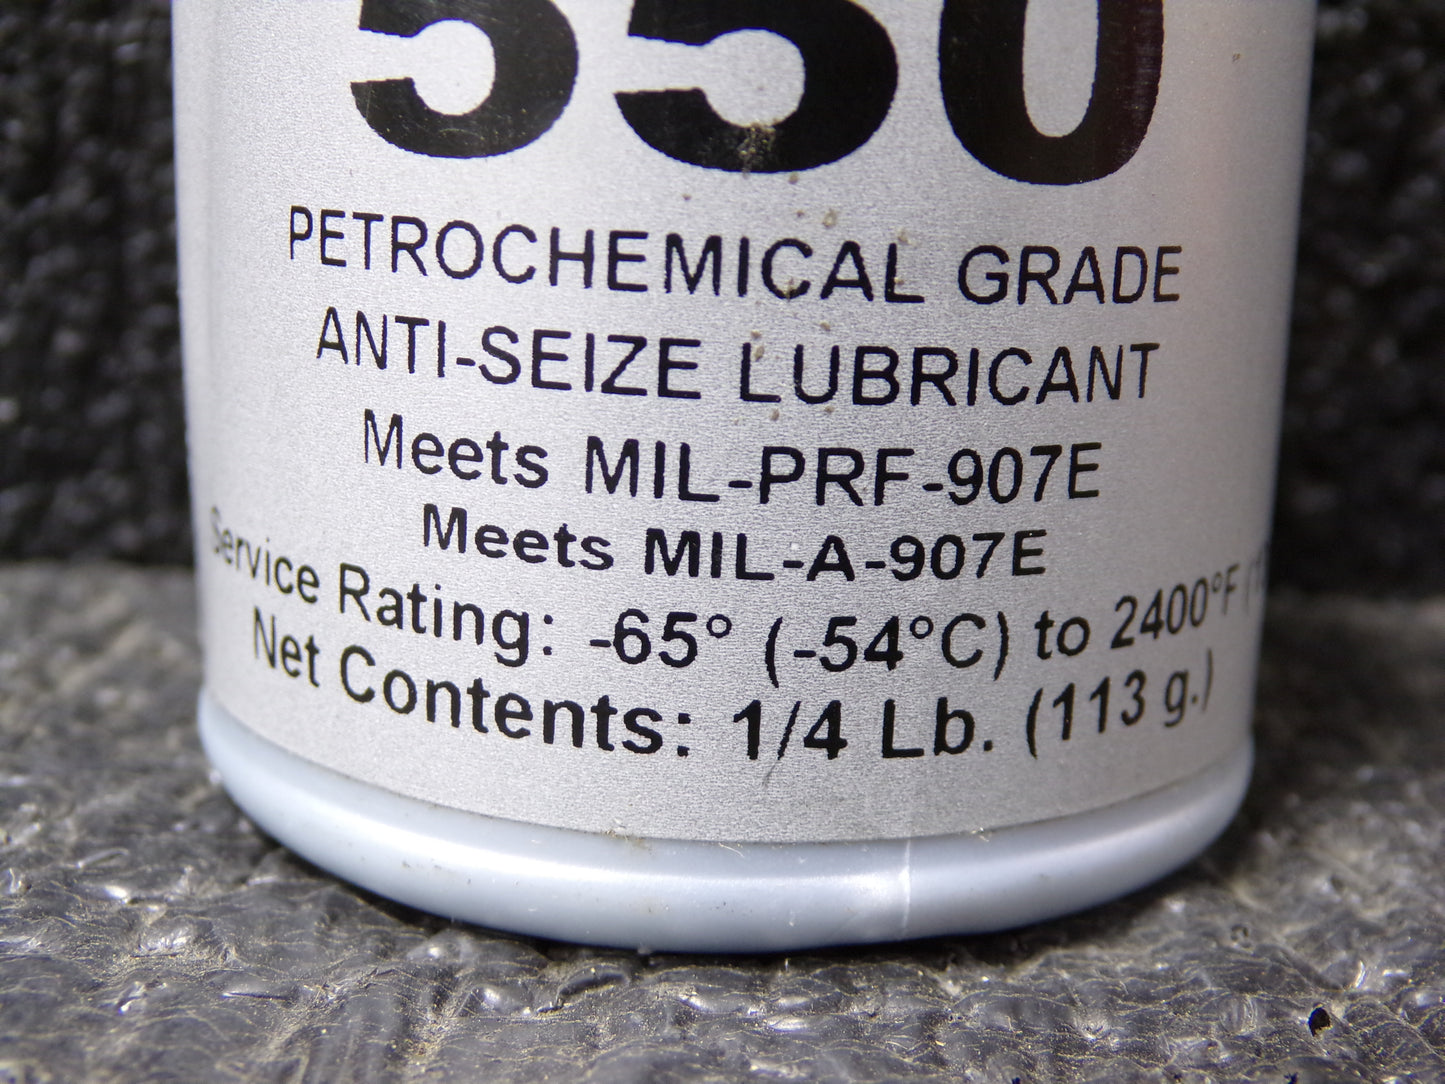 550
PETROCHEMICAL GRADE
ANTI-SEIZE LUBRICANT
Meets MIL-PRF-907E
Meets MIL-A-907E
Service Rating: -65° (-54°C) to 2400°F
Net Contents: 1/4 Lb. (113 g.)